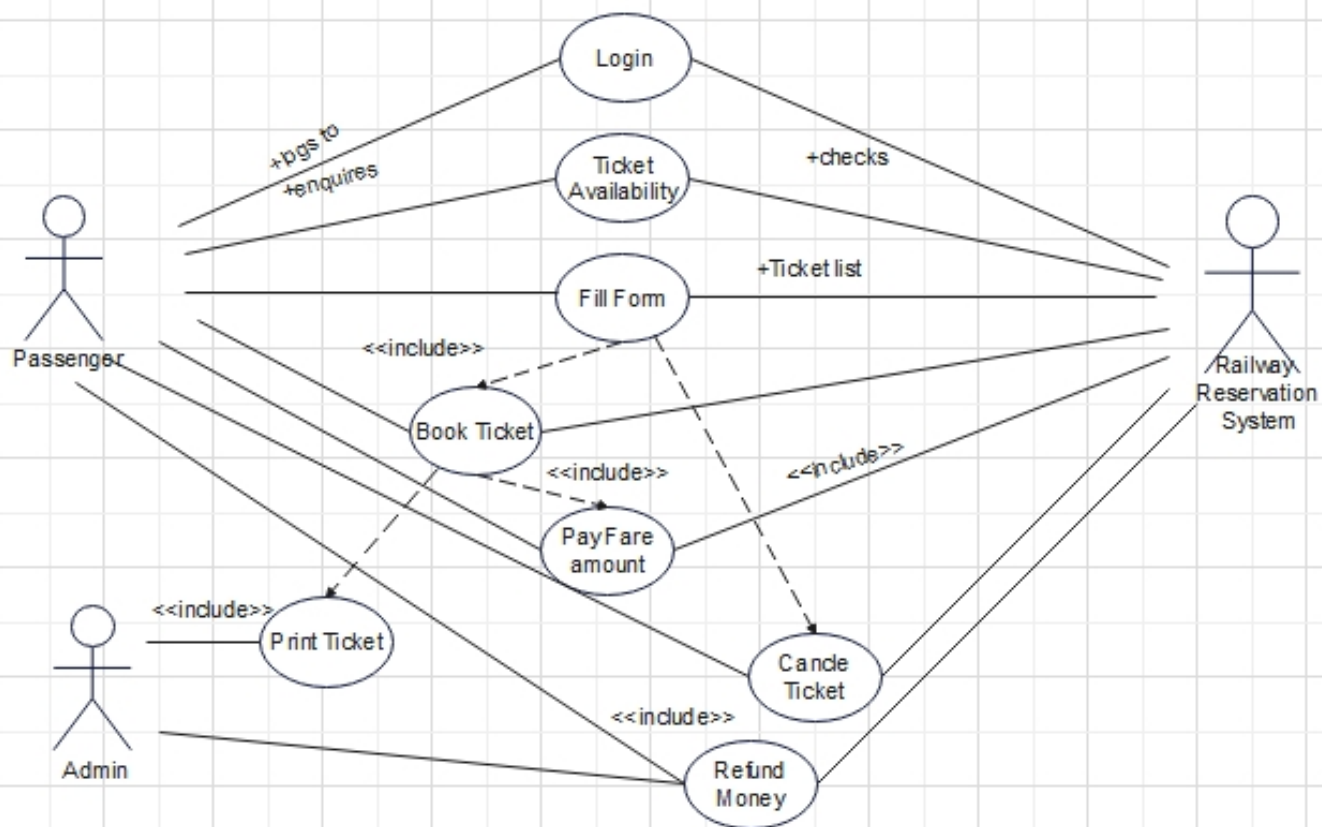 Login
+bgs to
+checks
Ticket
Availability
+enquires
+Ticket list
Fill Form
<<include>>
Passenger
Railway
Reservation
System
Book Ticket
<<include>>
<<include>>
PayFare
amount
<<include>>
Print Ticket
Cancle
Ticket
<<include>>
Admin
Refund
Money